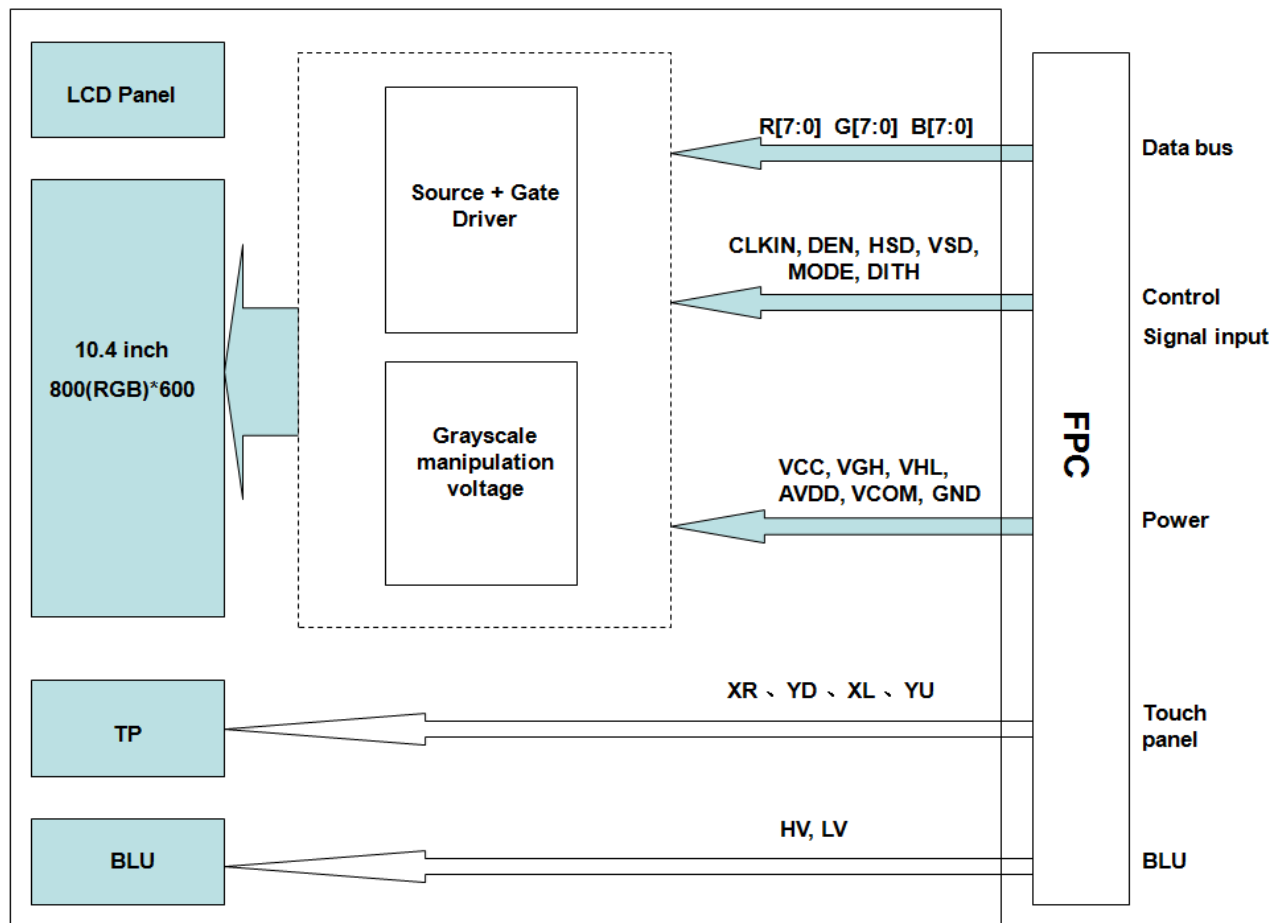 LCD Panel
10.4 inch
800(RGB)*600
Source + Gate
Driver
Grayscale
manipulation
voltage
R[7:0] G[7:0] B[7:0]
Data bus
CLKIN, DEN, HSD, VSD,
MODE, DITH
Control
Signal input
VCC, VGH, VHL,
AVDD, VCOM, GND
Power
FPC
TP
XR、YD、XL、YU
Touch
panel
BLU
HV, LV
BLU